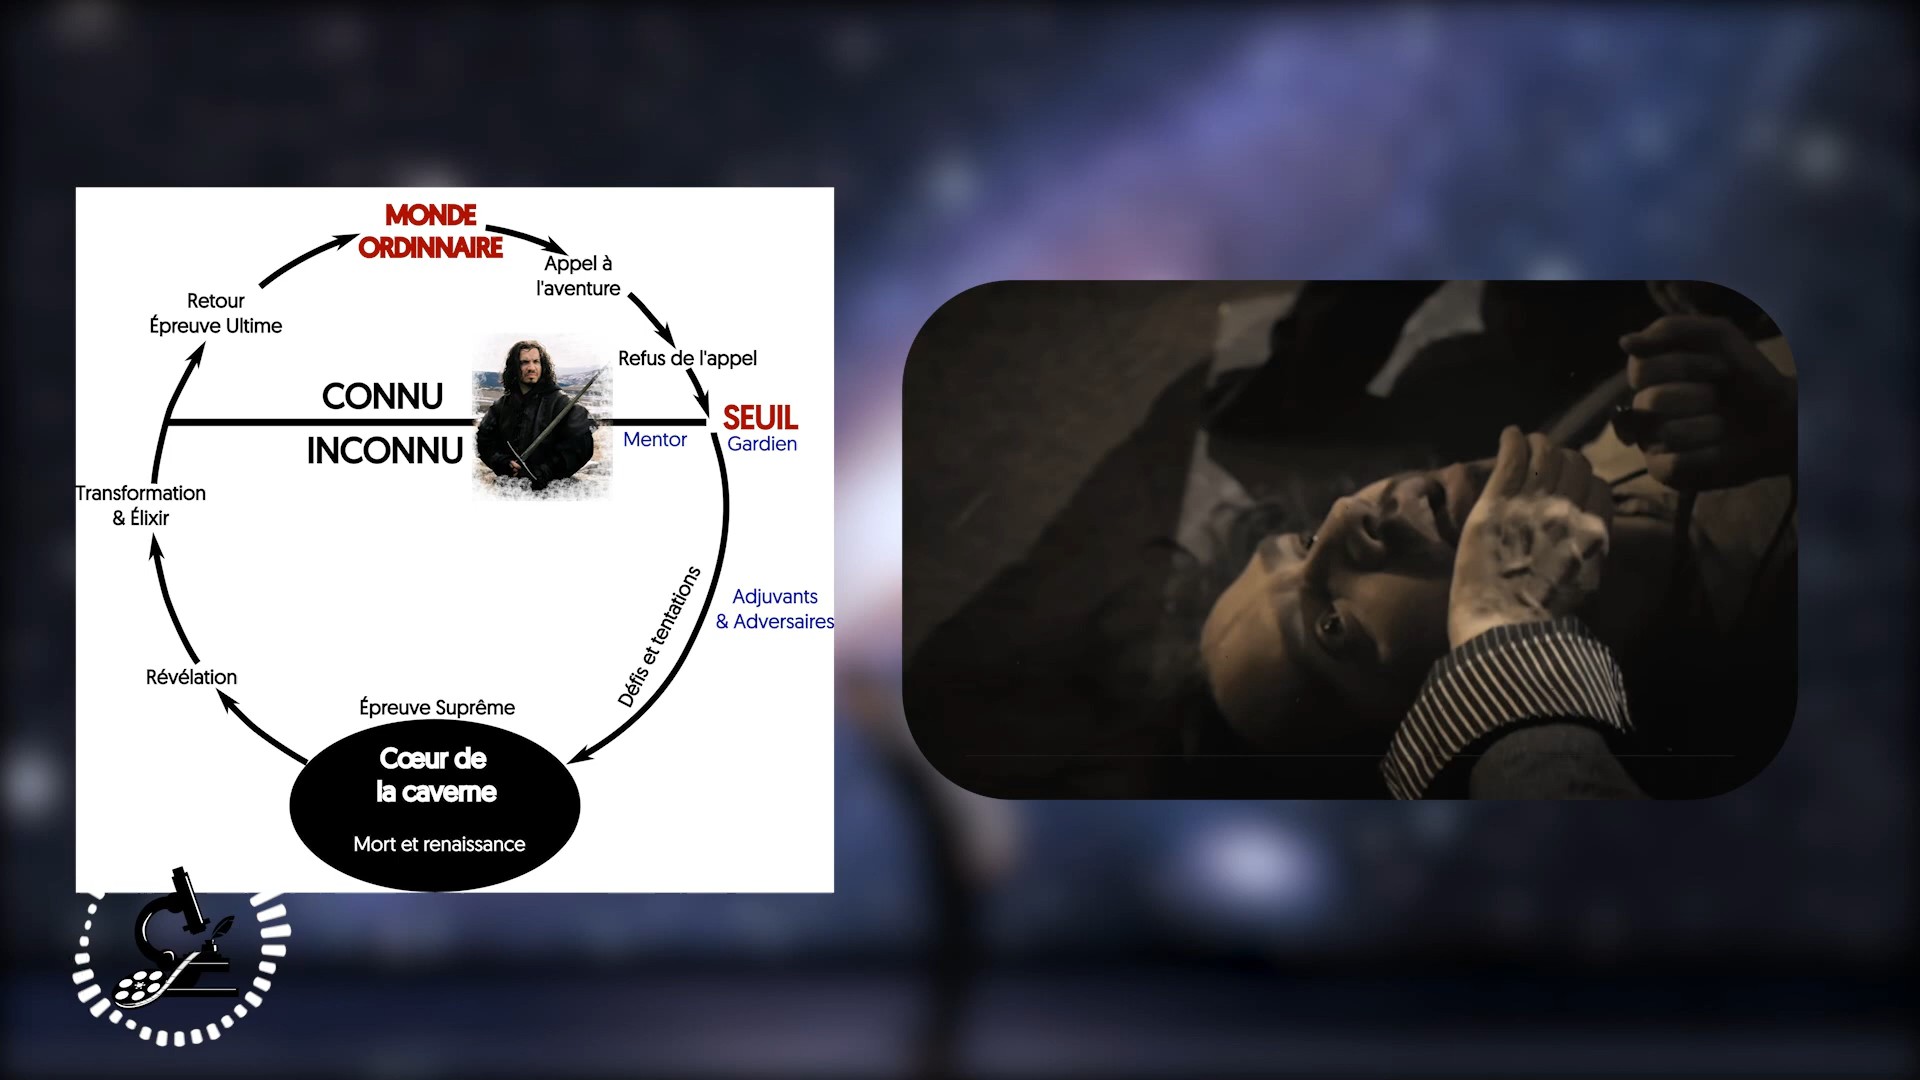 MONDE
ORDINNAIRE
Appel à
l'aventure
Refus de l'appel
SEUIL
Gardien
Mentor
CONNU
INCONNU
Adjuvants
& Adversaires
Défis et tentations
Épreuve Suprême
Cœur de
la caverne
Mort et renaissance
Révélation
Transformation
& Élixir
Retour
Épreuve Ultime